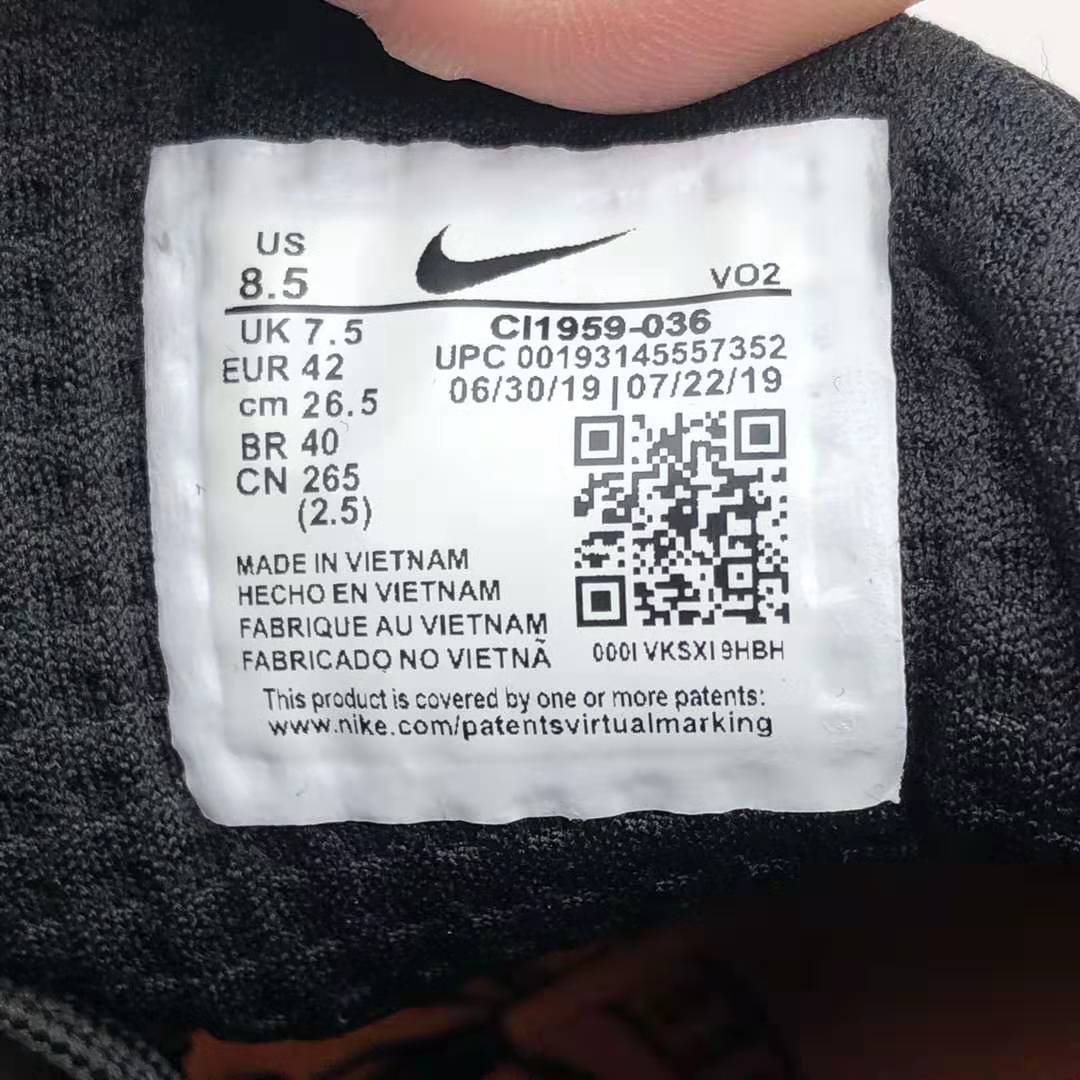 US
8.5
VO2
UK 7.5
EUR 42
cm 26.5
BR 40
CN 265
(2.5)
CI1959-036
UPC 00193145557352
06/30/19 | 07/22/19
MADE IN VIETNAM
HECHO EN VIETNAM
FABRIQUE AU VIETNAM
FABRICADO NO VIETNÃ
000I VKSXI 9HBH
This product is covered by one or more patents:
www.nike.com/patentsvirtualmarking